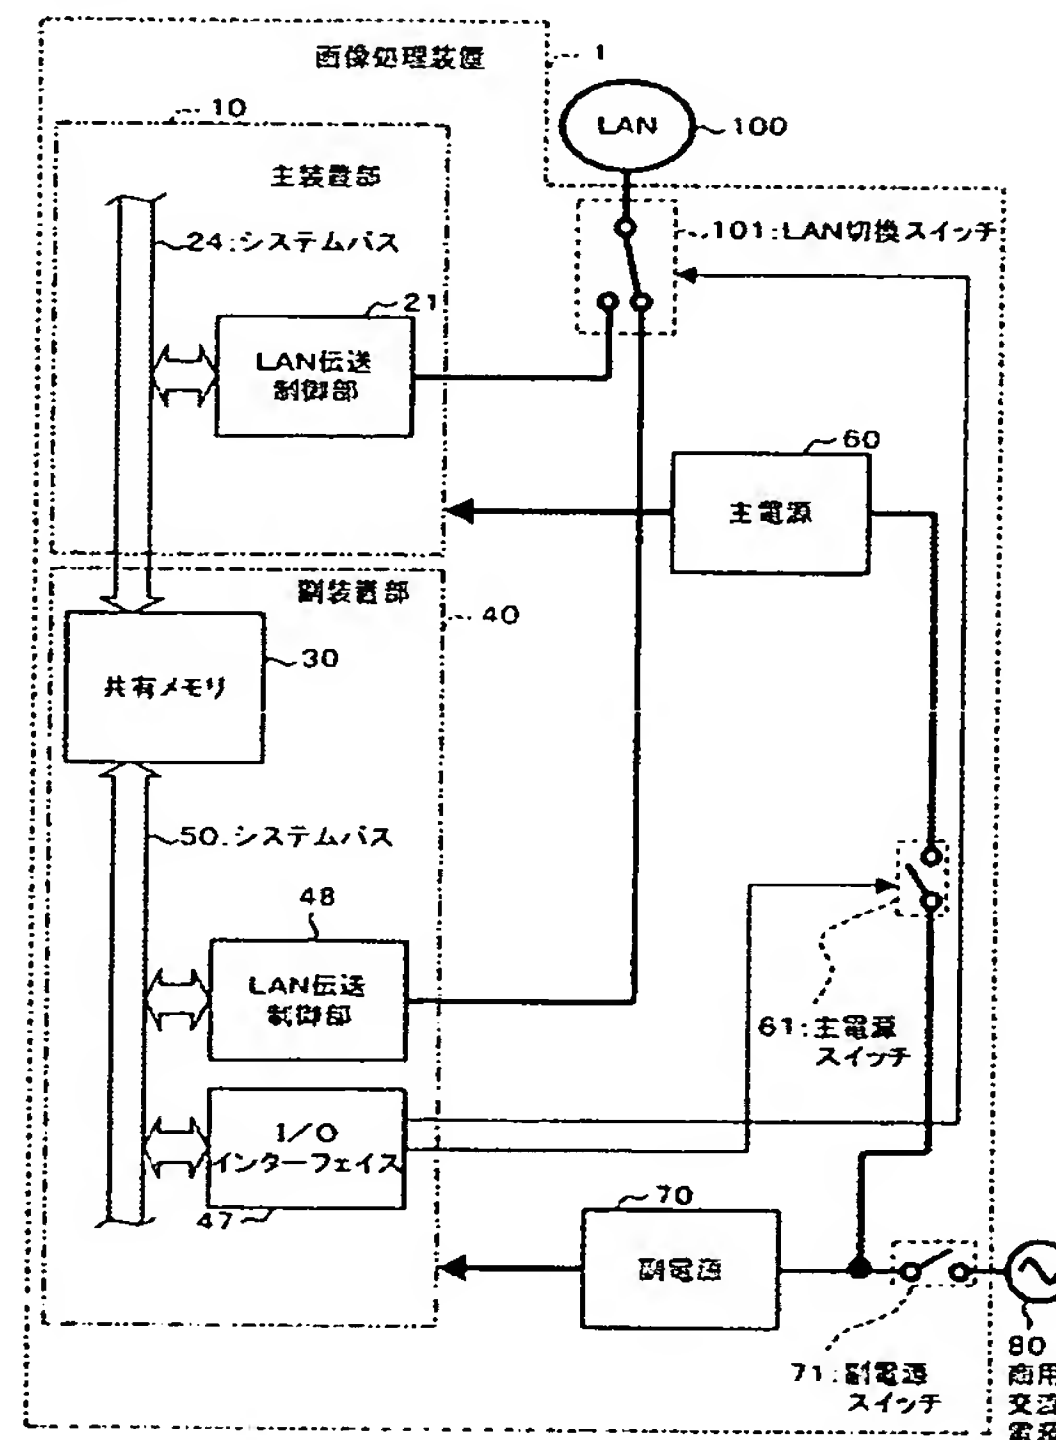 画像処理装置
1
10
LAN
100
主装置部
24:システムバス
101:LAN切換スイッチ
21
LAN伝送
制御部
60
主電源
副装置部
40
30
共有メモリ
50.システムバス
48
LAN伝送
制御部
61:主電源
スイッチ
I/O
インターフェイス
47
70
副電源
71:副電源
スイッチ
80
商用
交流
電源